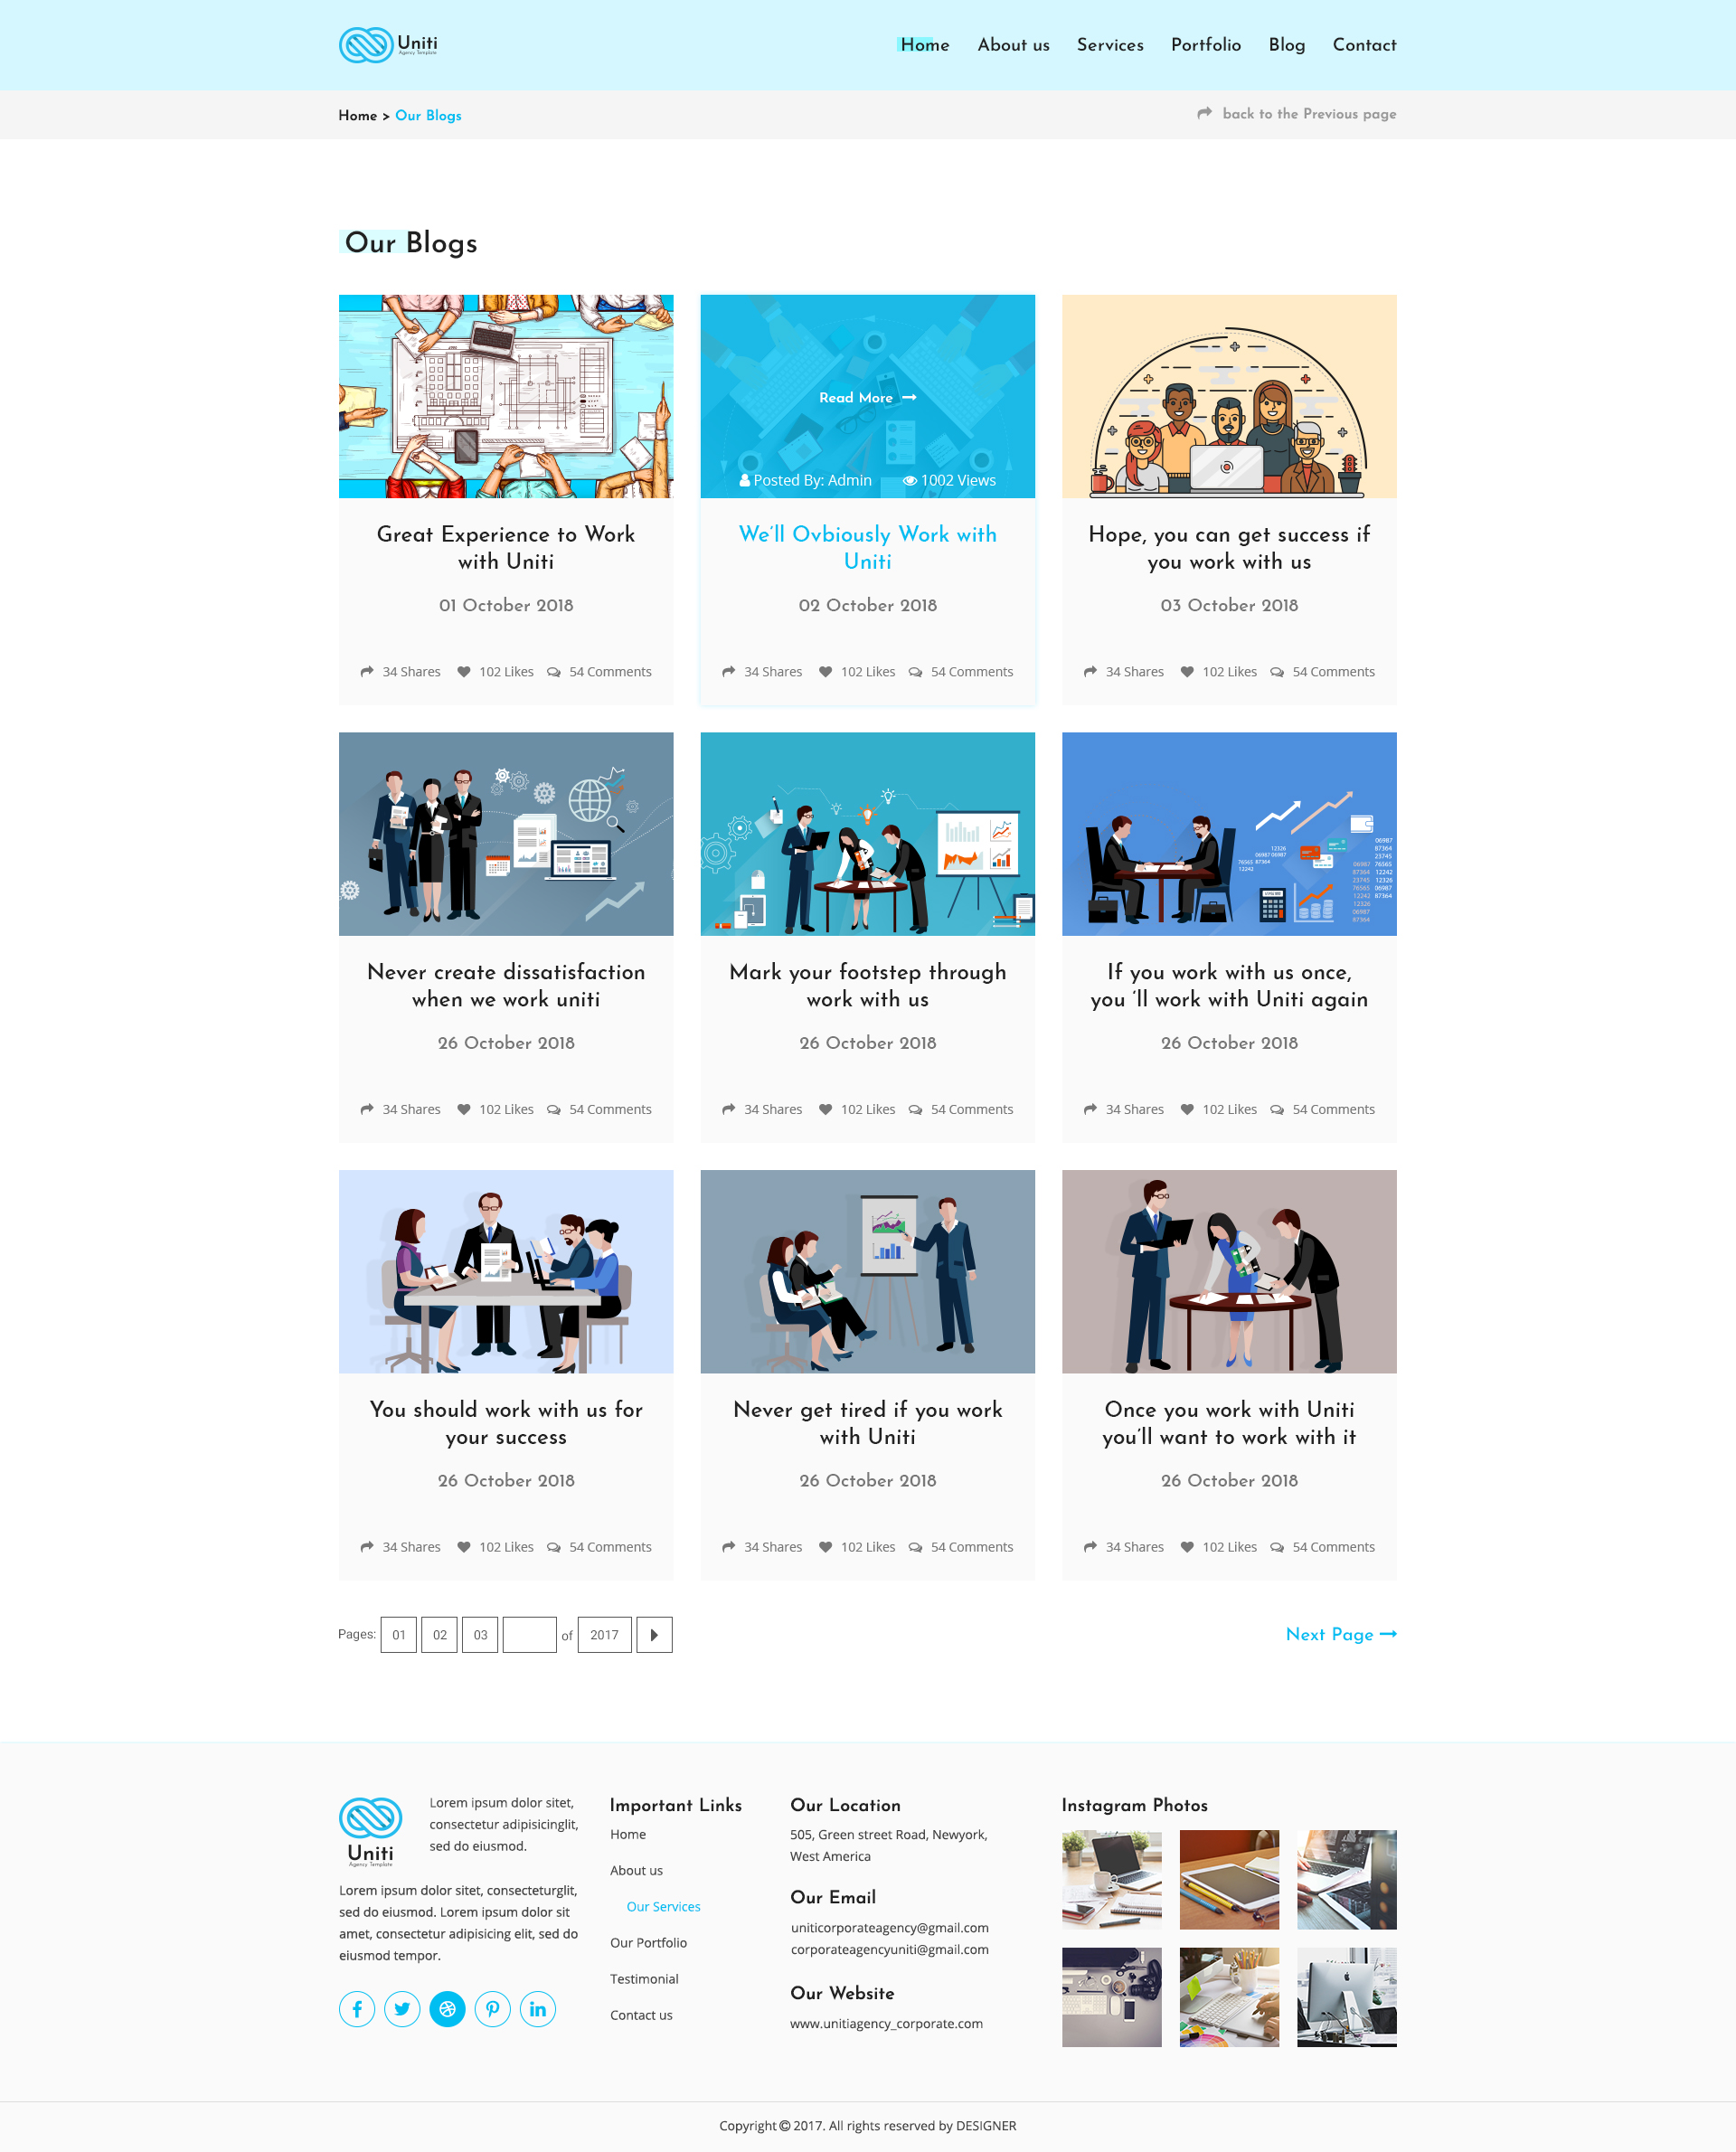 Uniti
Agency Template
Home About us Services Portfolio Blog Contact
Home > Our Blogs
back to the Previous page
Our Blogs
Read More
Posted By: Admin 1002 Views
Great Experience to Work
with Uniti
01 October 2018
34 Shares 102 Likes 54 Comments
We'll Ovbiously Work with
Uniti
02 October 2018
34 Shares 102 Likes 54 Comments
Hope, you can get success if
you work with us
03 October 2018
34 Shares 102 Likes 54 Comments
Never create dissatisfaction
when we work uniti
26 October 2018
34 Shares 102 Likes 54 Comments
Mark your footstep through
work with us
26 October 2018
34 Shares 102 Likes 54 Comments
If you work with us once,
you 'll work with Uniti again
26 October 2018
34 Shares 102 Likes 54 Comments
You should work with us for
your success
26 October 2018
34 Shares 102 Likes 54 Comments
Never get tired if you work
with Uniti
26 October 2018
34 Shares 102 Likes 54 Comments
Once you work with Uniti
you'll want to work with it
26 October 2018
34 Shares 102 Likes 54 Comments
Pages: 01 02 03 of 2017
Next Page
Uniti
Agency Template
Lorem ipsum dolor sitet,
consectetur adipisicinglit,
sed do eiusmod.
Lorem ipsum dolor sitet, consecteturglit,
sed do eiusmod. Lorem ipsum dolor sit
amet, consectetur adipisicing elit, sed do
eiusmod tempor.
Important Links
Home
About us
Our Services
Our Portfolio
Testimonial
Contact us
Our Location
505, Green street Road, Newyork,
West America
Our Email
uniticorporateagency@gmail.com
corporateagencyuniti@gmail.com
Our Website
www.unitiagency_corporate.com
Instagram Photos
Copyright © 2017. All rights reserved by DESIGNER